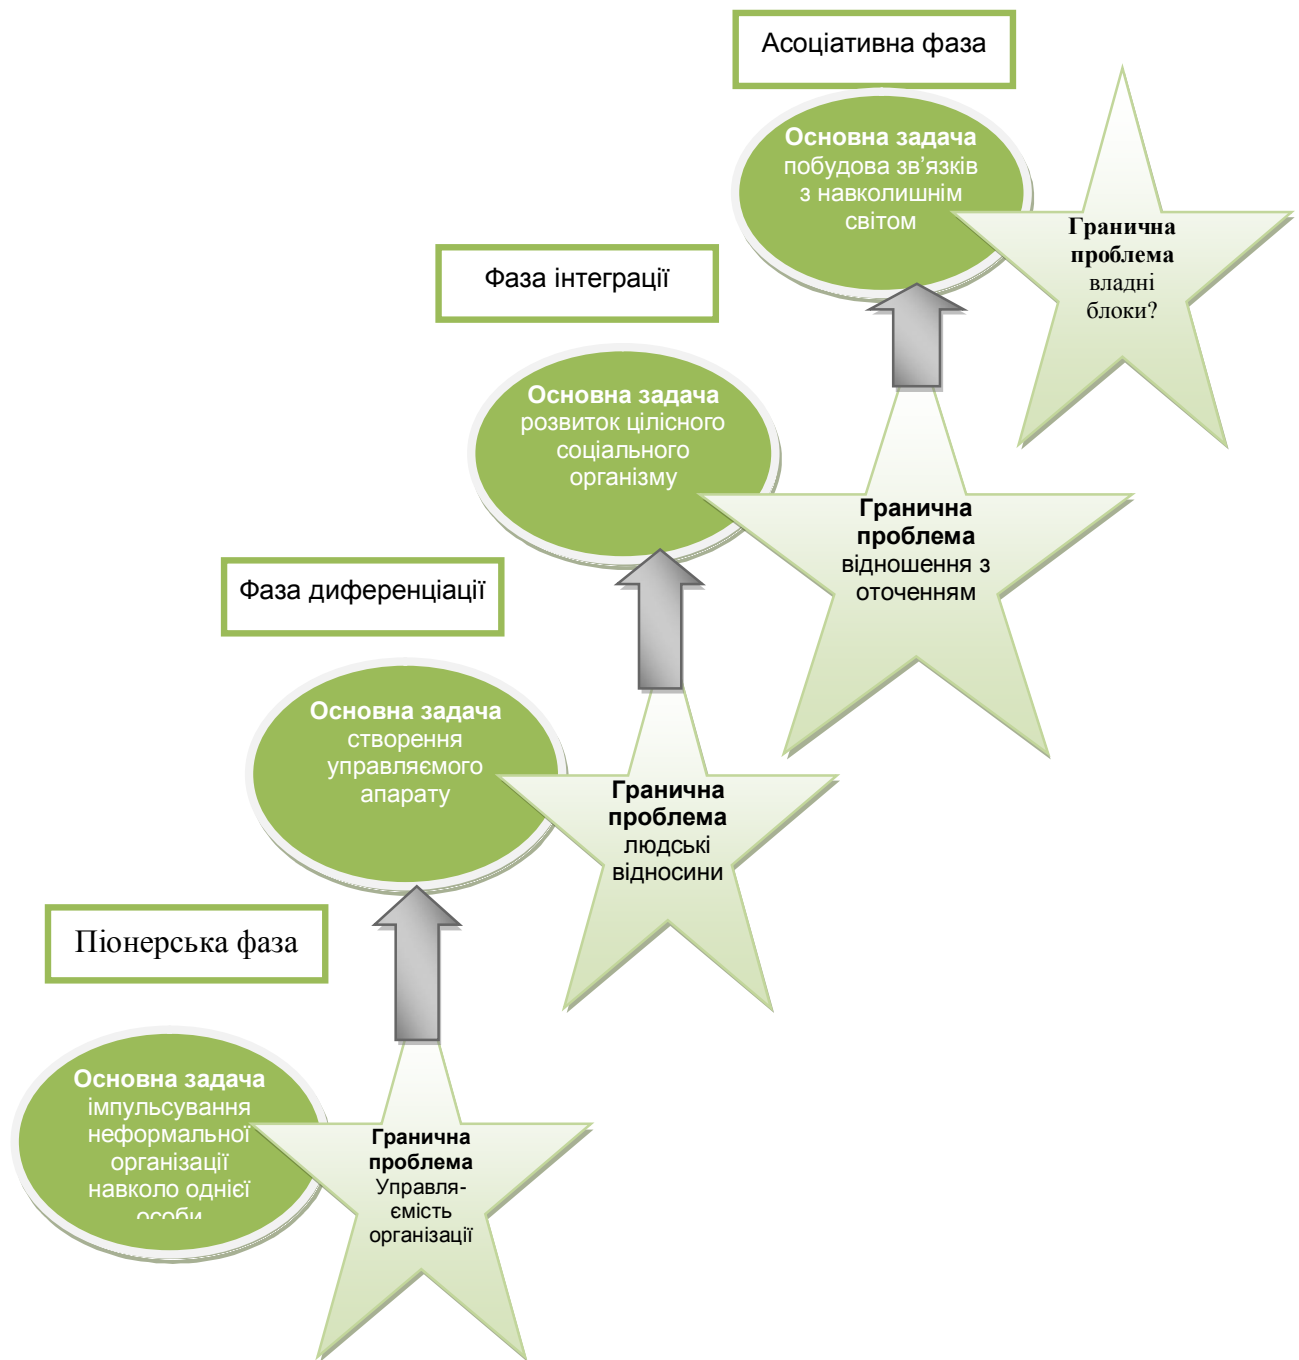 Асоціативна фаза
Основна задача
побудова зв’язків
з навколишнім
світом
Гранична
проблема
владні
блоки?
Фаза інтеграції
Основна задача
розвиток цілісного
соціального
організму
Гранична
проблема
відношення з
оточенням
Фаза диференціації
Основна задача
створення
управляємого
апарату
Гранична
проблема
людські
відносини
Піонерська фаза
Основна задача
імпульсування
неформальної
організації
навколо однієї
особи
Гранична
проблема
Управля-
ємість
організації